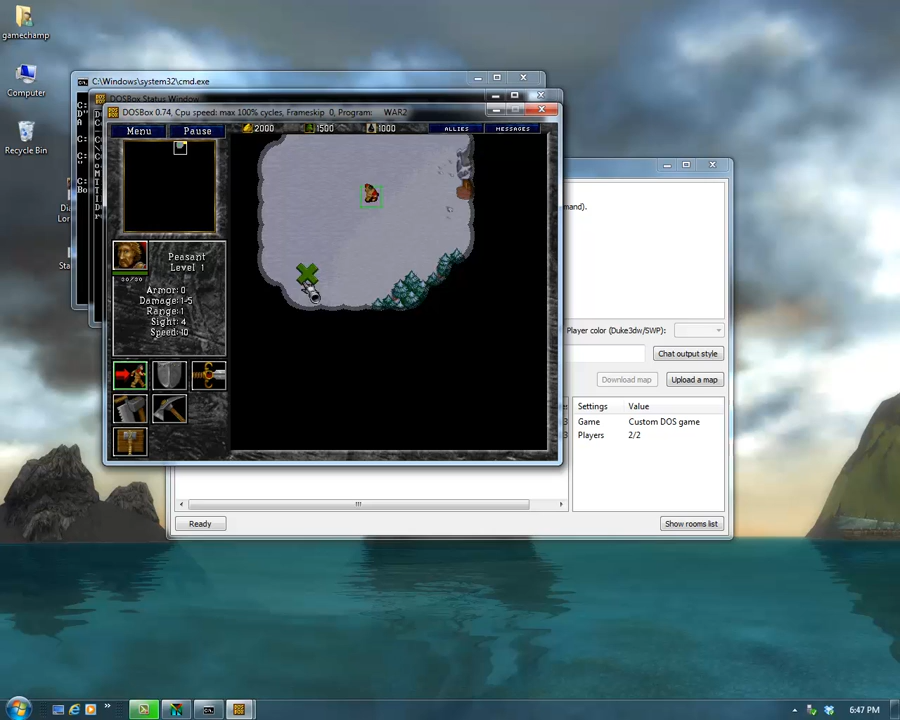 gamechamp
Computer
Recycle Bin
C:\Windows\system32\cmd.exe
DOSBox Status Window
DOSBox 0.74, Cpu speed: max 100% cycles, Frameskip 0, Program: WAR2
Menu
Pause
2000
1500
1000
ALLIES
MESSAGES
Peasant
Level 1
Armor: 0
Damage: 1-5
Range: 1
Sight: 4
Speed: 10
Player color (Duke3dw/SWP):
Chat output style
Download map
Upload a map
Settings
Value
Game
Custom DOS game
Players
2/2
Ready
Show rooms list
6:47 PM